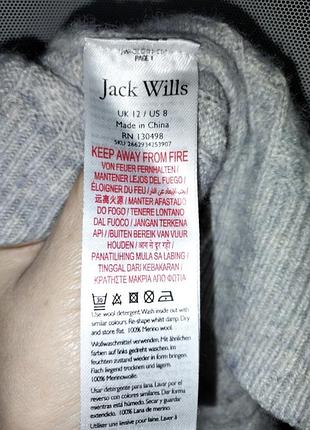 PAGE 1
Jack Wills
UK 12 / US 8
Made in China
RN 130498
SKU 2662934253907
KEEP AWAY FROM FIRE
VON FEUER FERNHALTEN /
MANTENER LEJOS DEL FUEGO /
ÉLOIGNER DU FEU /
远离火源 / MANTER AFASTADO
DO FOGO / TENERE LONTANO
DAL FUOCO / JANGAN TERKENA
API / BUITEN BEREIK VAN VUUR
HOUDEN / आग से दूर रखें /
PANATILIHING MULA SA LABING /
TINGGAL DARI KEBAKARAN /
ΚΡΑΤΗΣΤΕ ΜΑΚΡΙΑ ΑΠΟ ΦΩΤΙΑ
30
Use wool detergent. Wash inside out with
similar colours. Re-shape whilst damp. Dry
and store flat. 100% Merino wool.
Wollwaschmittel verwenden. Mit ähnlichen
farben auf links gedreht waschen. Im
feuchten zustand wieder in form bringen.
Flach liegend trocknen und lagern. 100%
Merinowolle.
Usar detergente para lana. Lavar del
reverso con colores similares. Dar forma
mientras está húmedo. Secar y guardar
extendido. 100% Lana de merino.